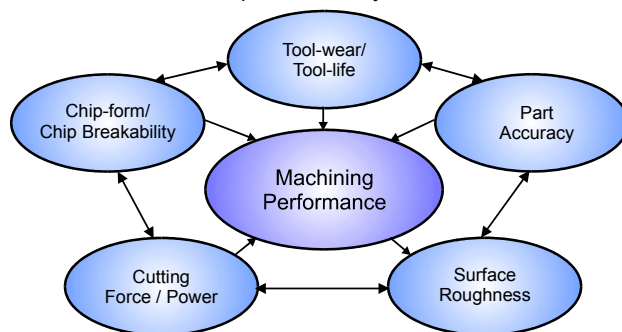 Tool-wear/
Tool-life
Chip-form/
Chip Breakability
Part
Accuracy
Machining
Performance
Cutting
Force / Power
Surface
Roughness